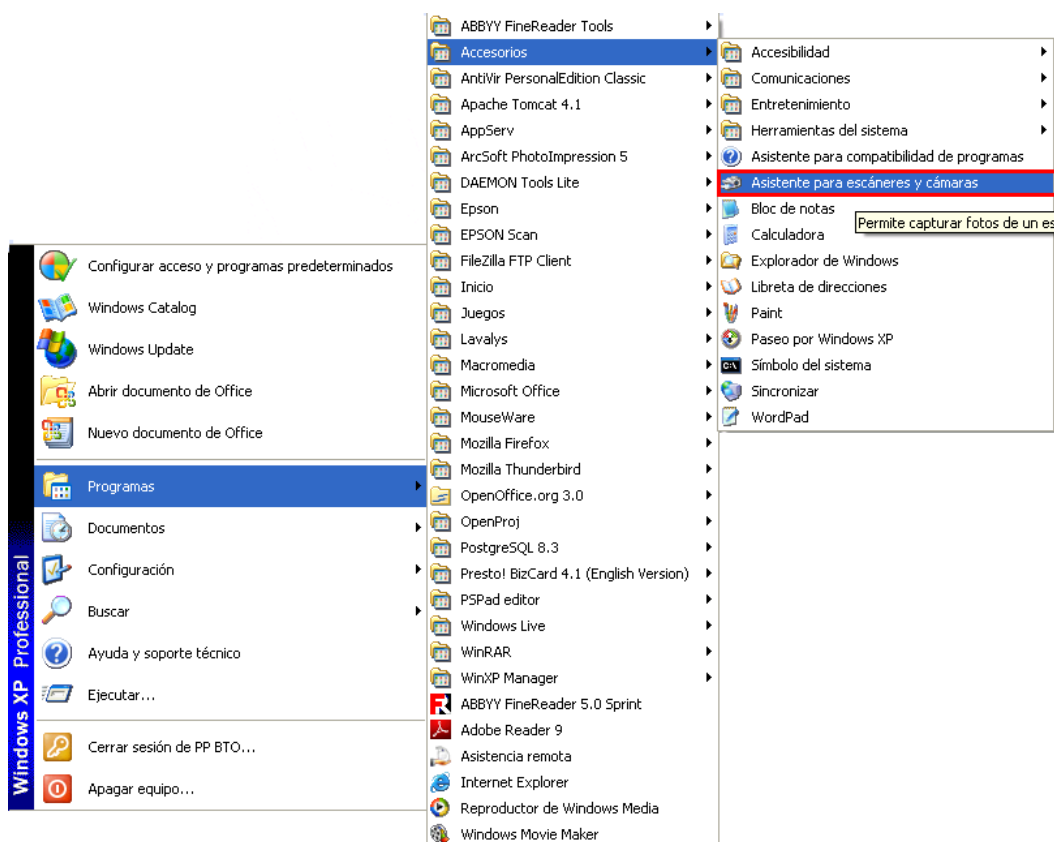 Configurar acceso y programas predeterminados
Windows Catalog
Windows Update
Abrir documento de Office
Nuevo documento de Office
Programas
Documentos
Configuración
Buscar
Ayuda y soporte técnico
Ejecutar...
Cerrar sesión de PP BTO...
Apagar equipo...
Windows XP Professional
ABBYY FineReader Tools
Accesorios
AntiVir PersonalEdition Classic
Apache Tomcat 4.1
AppServ
ArcSoft PhotoImpression 5
DAEMON Tools Lite
Epson
EPSON Scan
FileZilla FTP Client
Inicio
Juegos
Lavalys
Macromedia
Microsoft Office
MouseWare
Mozilla Firefox
Mozilla Thunderbird
OpenOffice.org 3.0
OpenProj
PostgreSQL 8.3
Presto! BizCard 4.1 (English Version)
PSPad editor
Windows Live
WinRAR
WinXP Manager
ABBYY FineReader 5.0 Sprint
Adobe Reader 9
Asistencia remota
Internet Explorer
Reproductor de Windows Media
Windows Movie Maker
Accesibilidad
Comunicaciones
Entretenimiento
Herramientas del sistema
Asistente para compatibilidad de programas
Asistente para escáneres y cámaras
Bloc de notas
Permite capturar fotos de un es
Calculadora
Explorador de Windows
Libreta de direcciones
Paint
Paseo por Windows XP
Símbolo del sistema
Sincronizar
WordPad